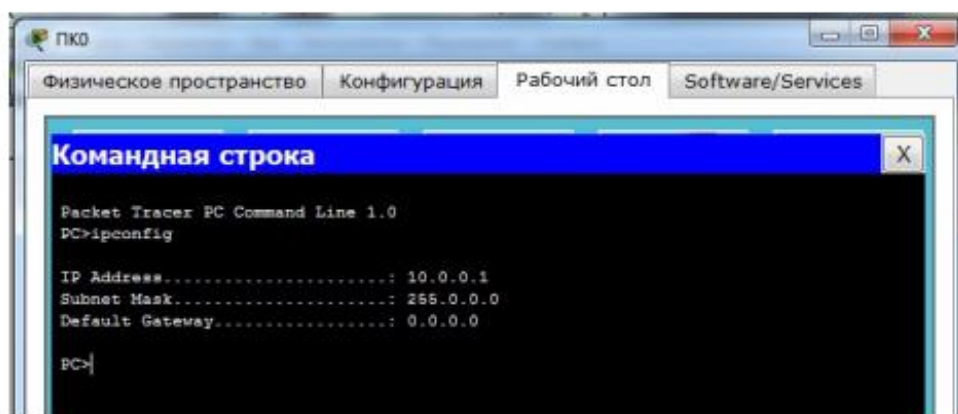 ПК0
Физическое пространство Конфигурация Рабочий стол Software/Services
Командная строка X
Packet Tracer PC Command Line 1.0
PC>ipconfig
IP Address......................: 10.0.0.1
Subnet Mask.....................: 255.0.0.0
Default Gateway.................: 0.0.0.0
PC>